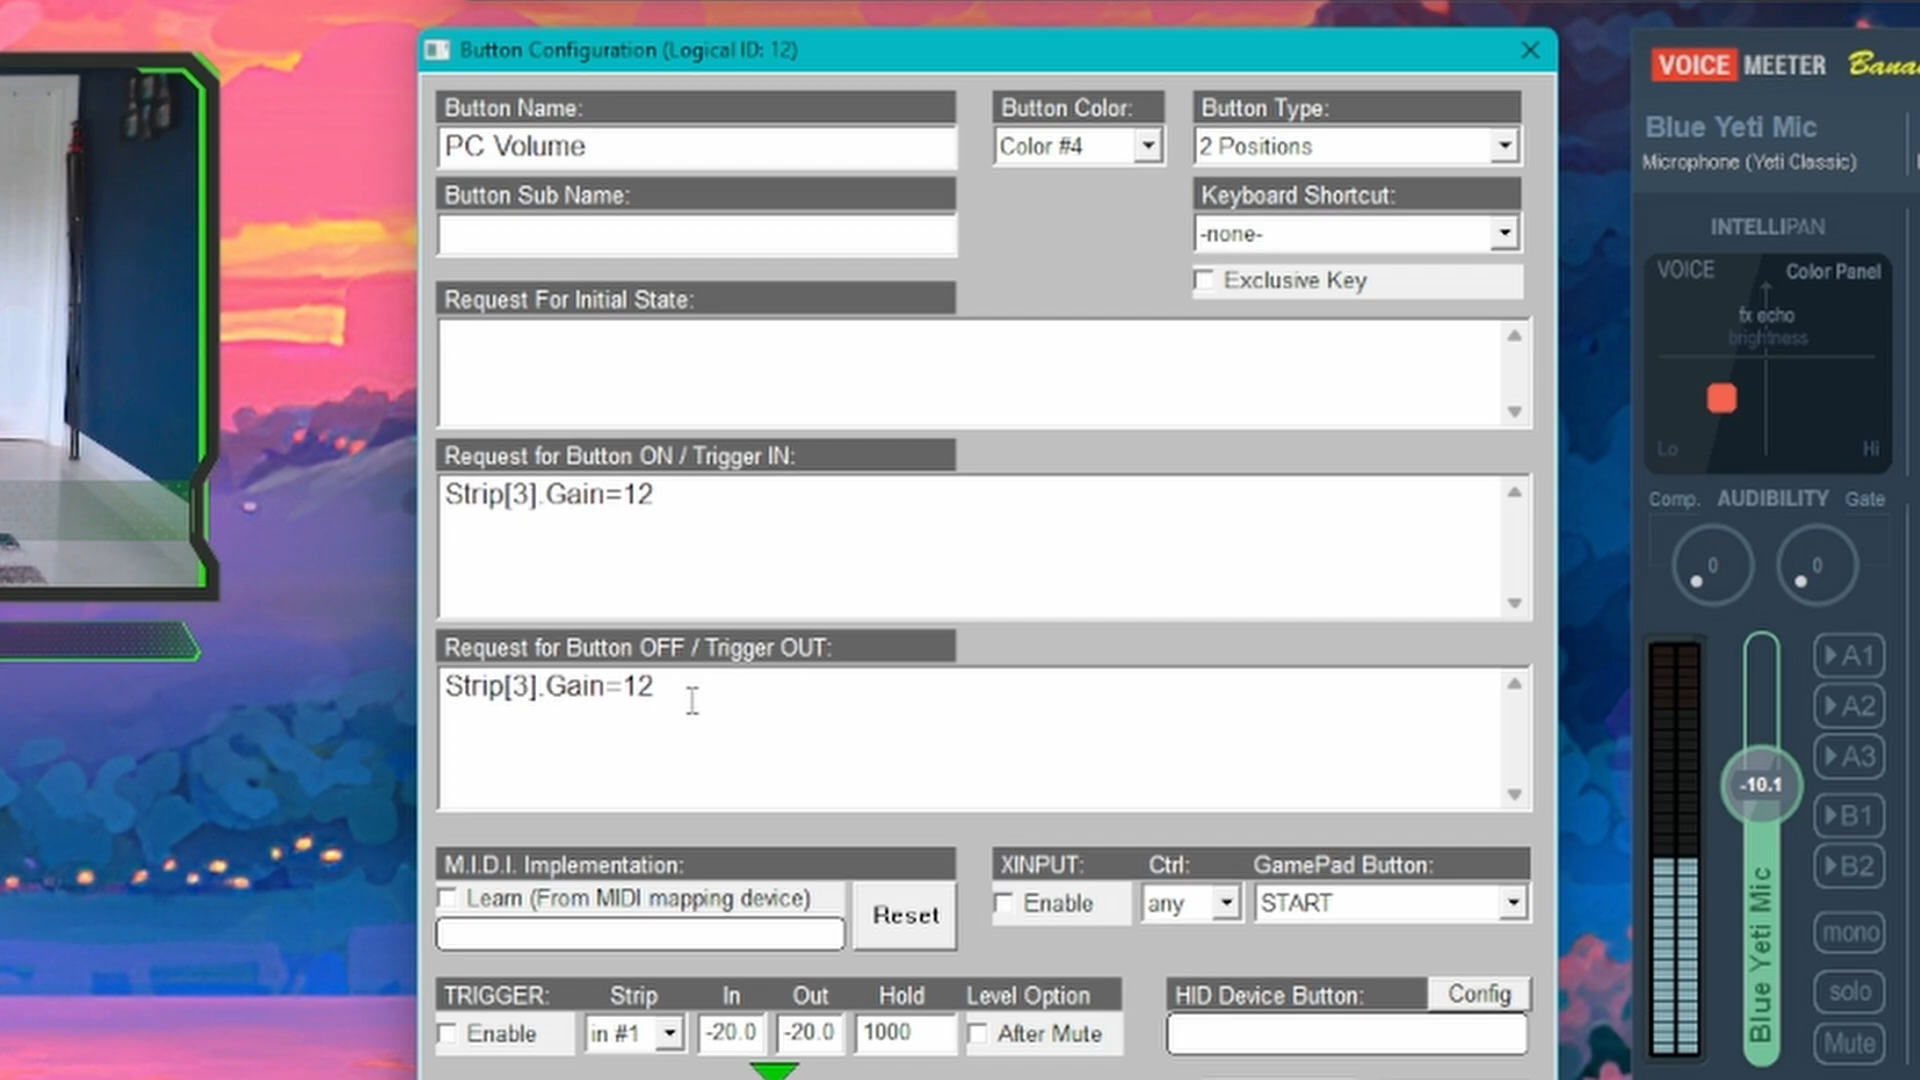 Button Configuration (Logical ID: 12)
Button Name:
PC Volume
Button Color:
Color #4
Button Type:
2 Positions
Button Sub Name:
Keyboard Shortcut:
-none-
Exclusive Key
Request For Initial State:
Request for Button ON / Trigger IN:
Strip[3].Gain=12
Request for Button OFF / Trigger OUT:
Strip[3].Gain=12
M.I.D.I. Implementation:
Learn (From MIDI mapping device)
Reset
XINPUT: Ctrl: GamePad Button:
Enable any START
TRIGGER: Strip In Out Hold Level Option
Enable in #1 -20.0 -20.0 1000 After Mute
HID Device Button: Config
VOICE MEETER
Blue Yeti Mic
Microphone (Yeti Classic)
INTELLIPAN
VOICE Color Panel
fx echo
brightness
Lo Hi
Comp. AUDIBILITY Gate
0 0
A1
A2
A3
-10.1
B1
B2
Blue Yeti Mic
mono
solo
Mute